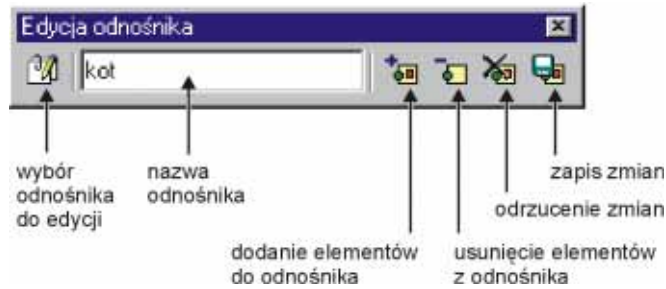 Edycja odnośnika
kot
wybór
odnośnika
do edycji
nazwa
odnośnika
zapis zmian
odrzucenie zmian
dodanie elementów
do odnośnika
usunięcie elementów
z odnośnika